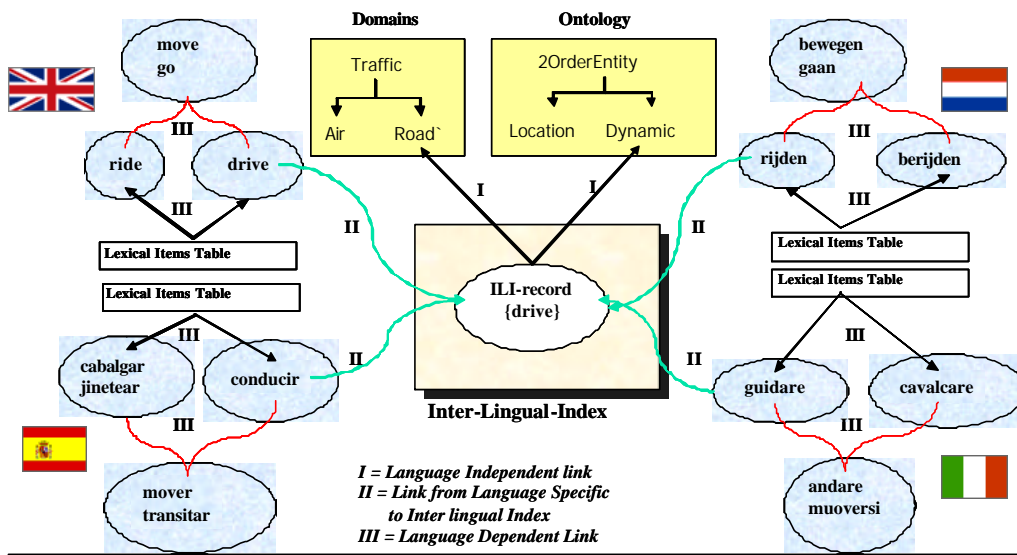 Domains
Ontology
move
go
III
ride
drive
III
Lexical Items Table
Lexical Items Table
III
cabalgar
jinetear
conducir
III
mover
transitar
Traffic
Air
Road`
2OrderEntity
Location
Dynamic
I
I
II
II
II
II
ILI-record
{drive}
Inter-Lingual-Index
bewegen
gaan
III
rijden
berijden
III
Lexical Items Table
Lexical Items Table
III
guidare
cavalcare
III
andare
muoversi
I = Language Independent link
II = Link from Language Specific
to Inter lingual Index
III = Language Dependent Link